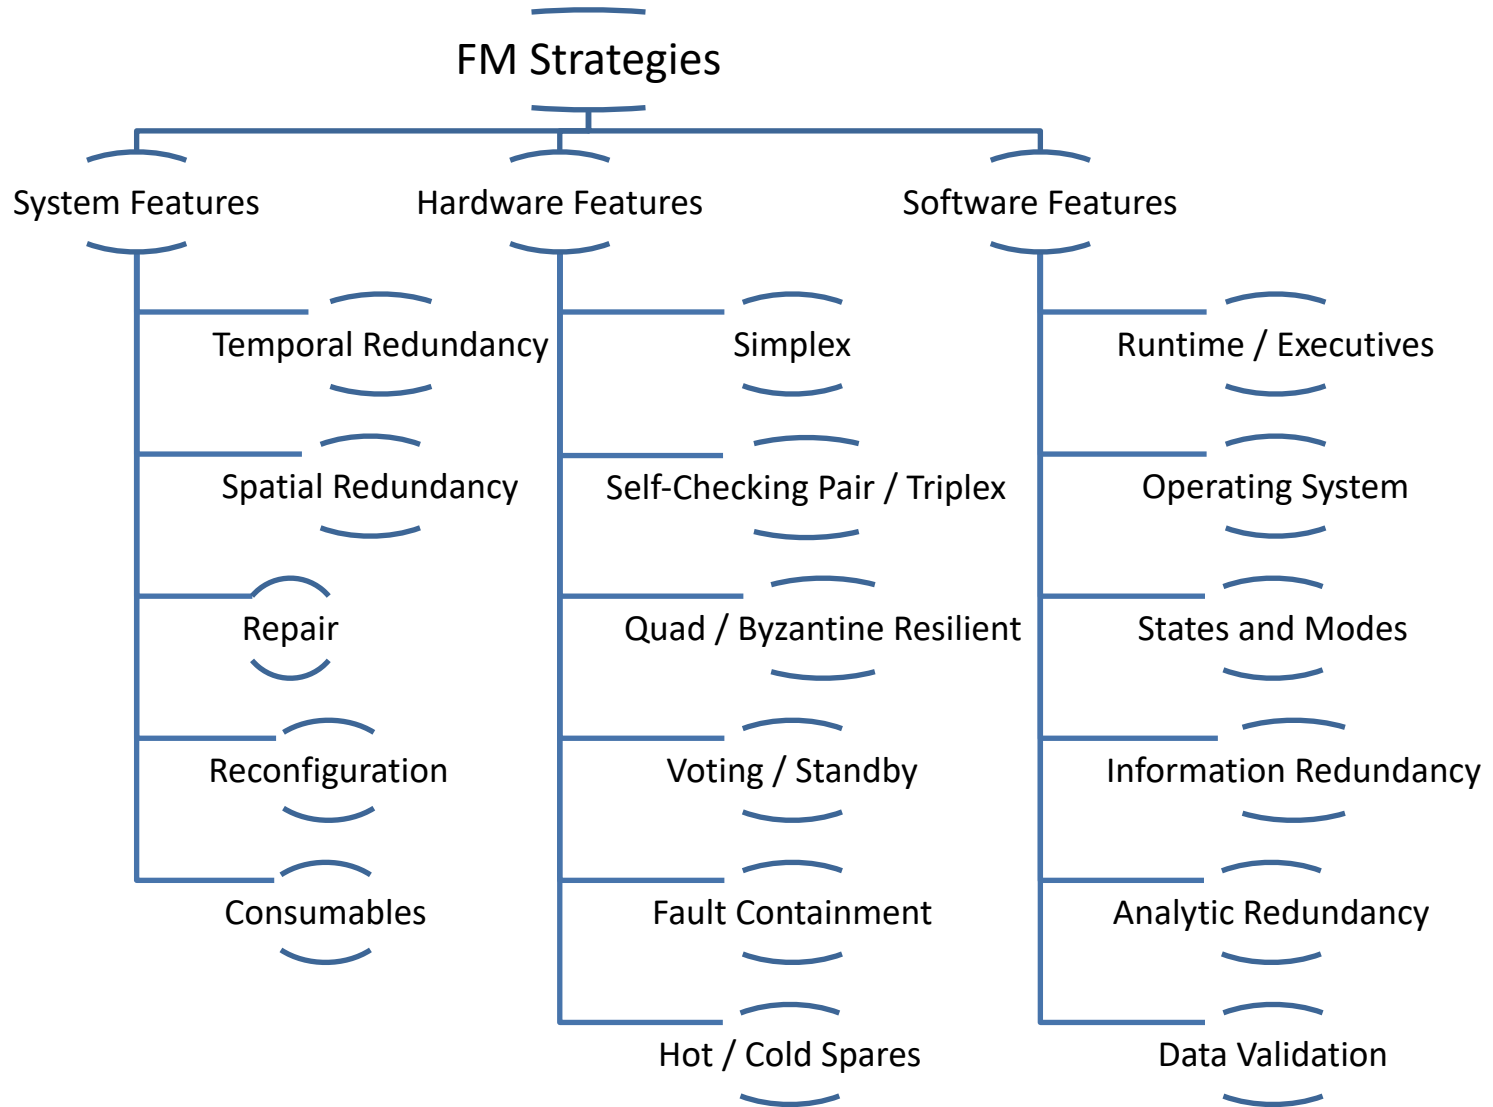 FM Strategies
System Features
Temporal Redundancy
Spatial Redundancy
Repair
Reconfiguration
Consumables
Hardware Features
Simplex
Self-Checking Pair / Triplex
Quad / Byzantine Resilient
Voting / Standby
Fault Containment
Hot / Cold Spares
Software Features
Runtime / Executives
Operating System
States and Modes
Information Redundancy
Analytic Redundancy
Data Validation